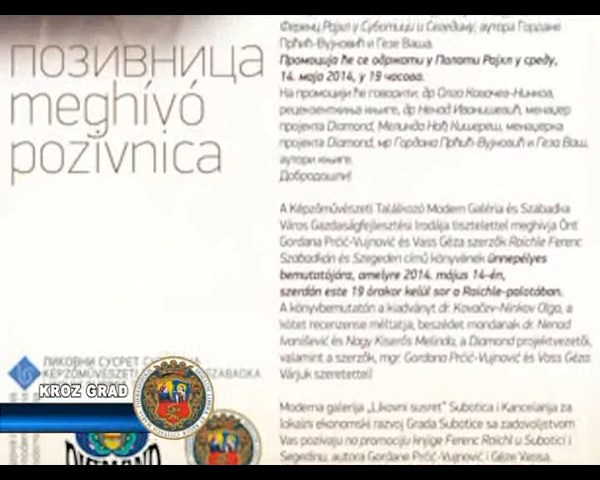 позивница
meghívó
pozivnica
Ференц Рајхл у Суботици и Сегедину, аутора Гордане
Прчић-Вујновић и Гезе Ваша.
Промоција ће се одржати у Палати Рајхл у среду,
14. маја 2014, у 19 часова.
На промоцији ће говорити: др Олга Ковачев-Нинков,
рецензенткиња књиге, др Ненад Иванишевић, менаџер
пројекта Diamond, Мелинда Нађ Кишереш, менаџерка
пројекта Diamond, мр Гордана Прчић-Вујновић и Геза Ваш,
аутори књиге.
Добродошли!
A Képzőművészeti Találkozó Modern Galéria és Szabadka
Város Gazdaságfejlesztési Irodája tisztelettel meghívja Önt
Gordana Prčić-Vujnović és Vass Géza szerzők Raichle Ferenc
Szabadkán és Szegeden című könyvének ünnepélyes
bemutatójára, amelyre 2014. május 14-én,
szerdán este 19 órakor kerül sor a Raichle-palotában.
A könyvbemutatón a kiadványt dr. Kovačev-Ninkov Olga, a
kötet recenzense méltatja, beszédet mondanak dr. Nenad
Ivanišević és Nagy Kiserős Melinda, a Diamond projektvezetői,
valamint a szerzők, mgr. Gordana Prčić-Vujnović és Vass Géza.
Várjuk szeretettel!
Moderna galerija „Likovni susret" Subotica i Kancelarija za
lokalni ekonomski razvoj Grada Subotice sa zadovoljstvom
Vas pozivaju na promociju knjige Ferenc Raichl u Subotici i
Segedinu, autora Gordane Prčić-Vujnović i Géze Vassa.
ЛИКОВНИ СУСРЕТ
KÉPZŐMŰVÉSZETI SZABADKA
KROZ GRAD
DIAMOND